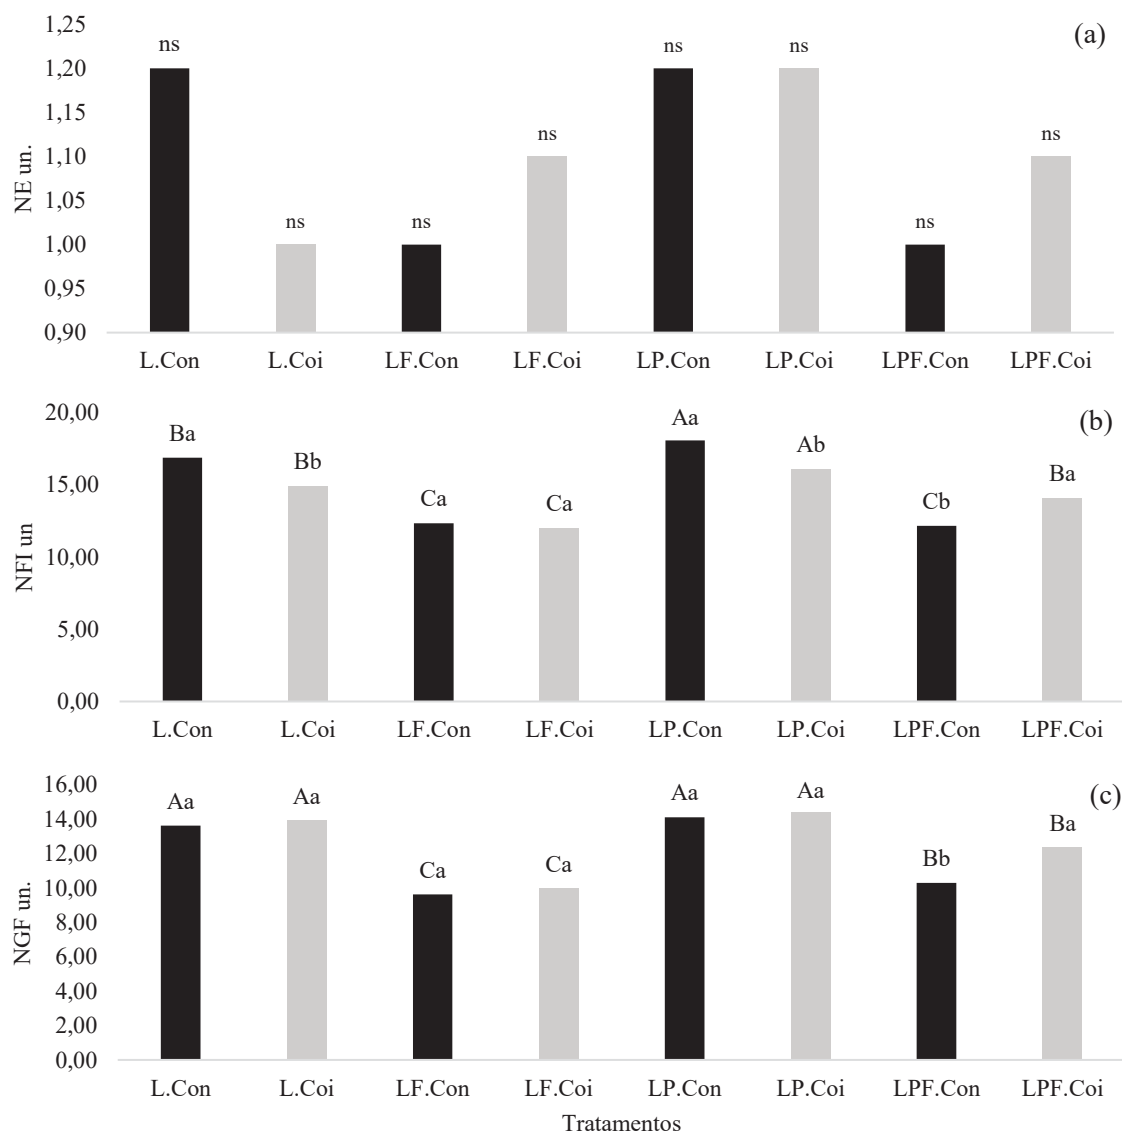 (a)
1,25
1,20
1,15
1,10
1,05
1,00
0,95
0,90
NE un.
ns
ns
ns
ns
ns
ns
ns
ns
L.Con L.Coi LF.Con LF.Coi LP.Con LP.Coi LPF.Con LPF.Coi
(b)
20,00
15,00
10,00
5,00
0,00
NFI un
Ba
Bb
Ca
Ca
Aa
Ab
Cb
Ba
L.Con L.Coi LF.Con LF.Coi LP.Con LP.Coi LPF.Con LPF.Coi
(c)
16,00
14,00
12,00
10,00
8,00
6,00
4,00
2,00
0,00
NGF un.
Aa
Aa
Ca
Ca
Aa
Aa
Bb
Ba
L.Con L.Coi LF.Con LF.Coi LP.Con LP.Coi LPF.Con LPF.Coi
Tratamentos